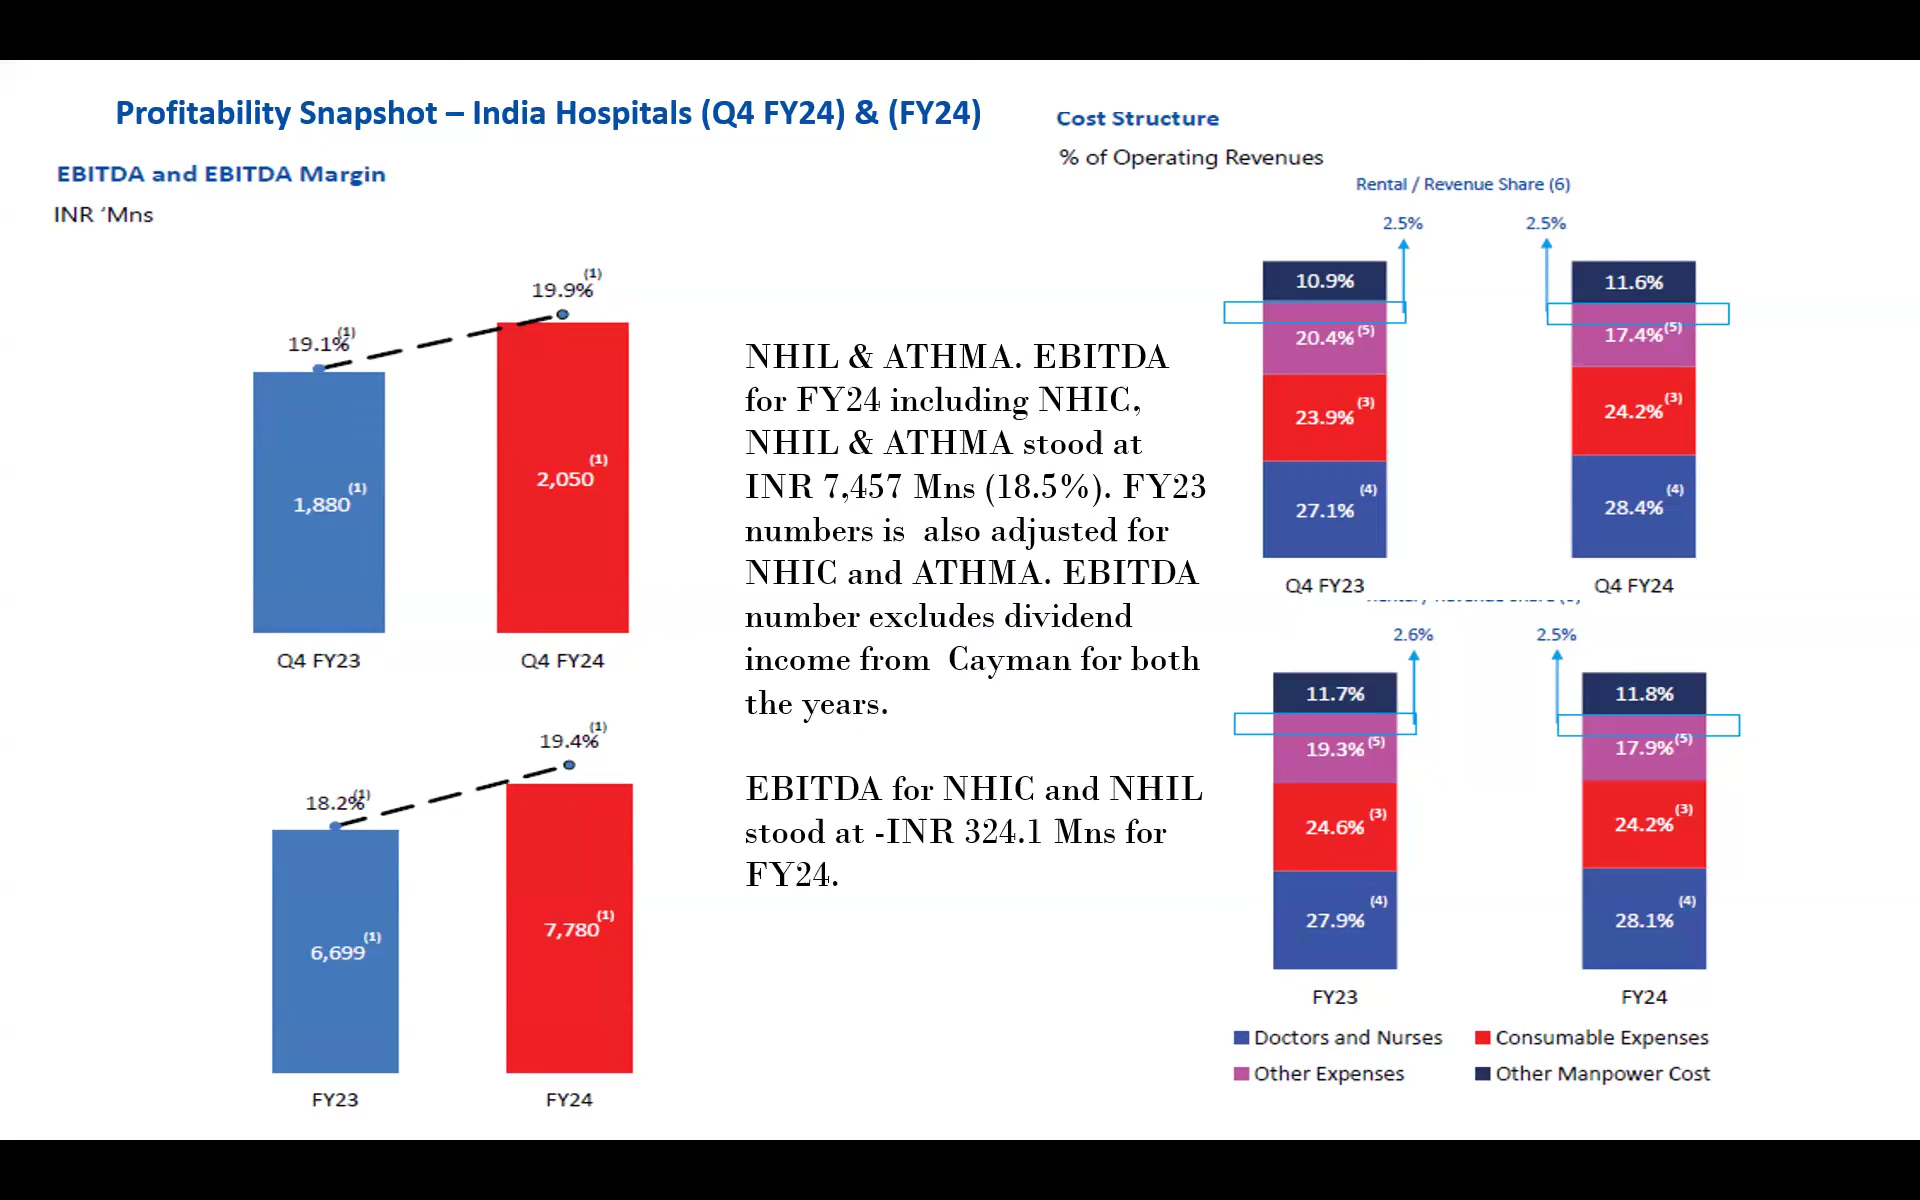 Profitability Snapshot – India Hospitals (Q4 FY24) & (FY24)
EBITDA and EBITDA Margin
INR ‘Mns
19.1%(1)
19.9%(1)
1,880(1)
2,050(1)
Q4 FY23
Q4 FY24
18.2%(1)
19.4%(1)
6,699(1)
7,780(1)
FY23
FY24
NHIL & ATHMA. EBITDA
for FY24 including NHIC,
NHIL & ATHMA stood at
INR 7,457 Mns (18.5%). FY23
numbers is also adjusted for
NHIC and ATHMA. EBITDA
number excludes dividend
income from Cayman for both
the years.
EBITDA for NHIC and NHIL
stood at -INR 324.1 Mns for
FY24.
Cost Structure
% of Operating Revenues
Rental / Revenue Share (6)
2.5%
2.5%
10.9%
11.6%
20.4%(5)
17.4%(5)
23.9%(3)
24.2%(3)
27.1%(4)
28.4%(4)
Q4 FY23
Q4 FY24
2.6%
2.5%
11.7%
11.8%
19.3%(5)
17.9%(5)
24.6%(3)
24.2%(3)
27.9%(4)
28.1%(4)
FY23
FY24
Doctors and Nurses
Consumable Expenses
Other Expenses
Other Manpower Cost